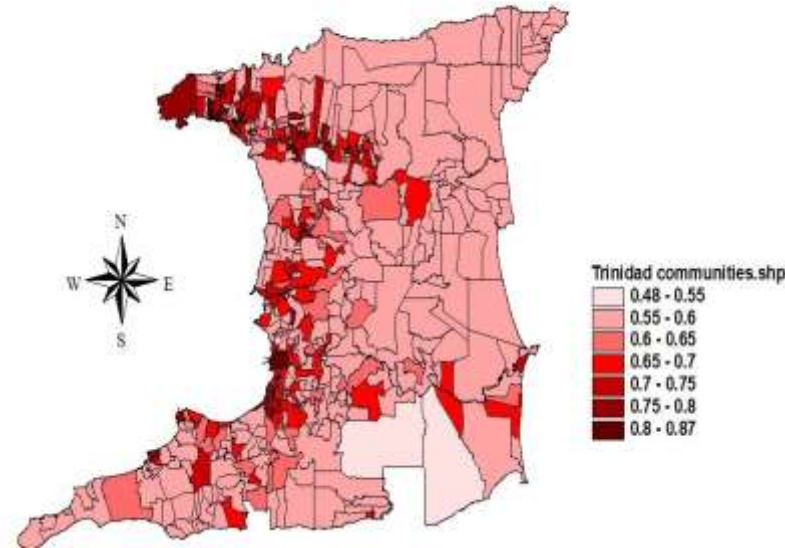 N
W E
S
Trinidad communities.shp
0.48 - 0.55
0.55 - 0.6
0.6 - 0.65
0.65 - 0.7
0.7 - 0.75
0.75 - 0.8
0.8 - 0.87